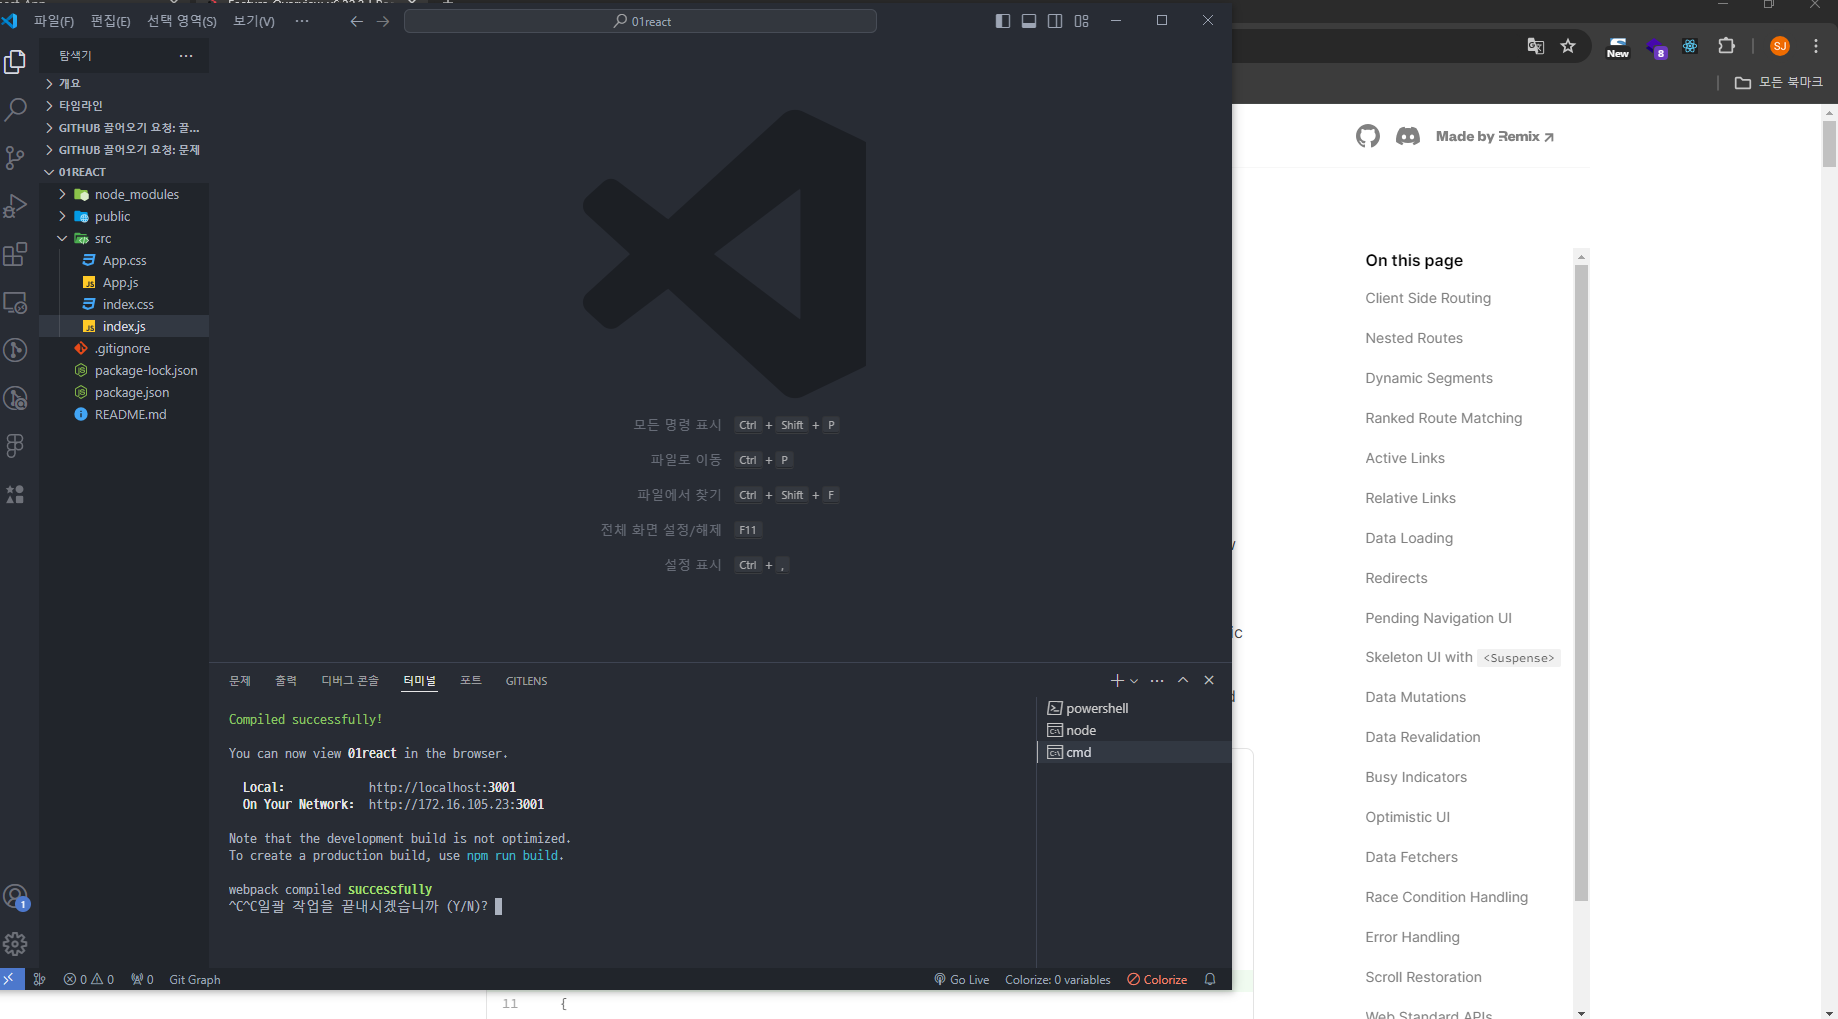 파일(F) 편집(E) 선택 영역(S) 보기(V) ··· 01react
탐색기 ···
개요
타임라인
GITHUB 끌어오기 요청: 끌...
GITHUB 끌어오기 요청: 문제
01REACT
node_modules
public
src
App.css
App.js
index.css
index.js
.gitignore
package-lock.json
package.json
README.md
모든 명령 표시 Ctrl + Shift + P
파일로 이동 Ctrl + P
파일에서 찾기 Ctrl + Shift + F
전체 화면 설정/해제 F11
설정 표시 Ctrl + ,
문제 출력 디버그 콘솔 터미널 포트 GITLENS
Compiled successfully!
You can now view 01react in the browser.
Local: http://localhost:3001
On Your Network: http://172.16.105.23:3001
Note that the development build is not optimized.
To create a production build, use npm run build.
webpack compiled successfully
^C^C일괄 작업을 끝내시겠습니까 (Y/N)?
powershell
node
cmd
1
0 0 0 Git Graph Go Live Colorize: 0 variables Colorize
11 {
New 8 SJ
모든 북마크
Made by Remix
On this page
Client Side Routing
Nested Routes
Dynamic Segments
Ranked Route Matching
Active Links
Relative Links
Data Loading
Redirects
Pending Navigation UI
Skeleton UI with <Suspense>
Data Mutations
Data Revalidation
Busy Indicators
Optimistic UI
Data Fetchers
Race Condition Handling
Error Handling
Scroll Restoration
Web Standard APIs